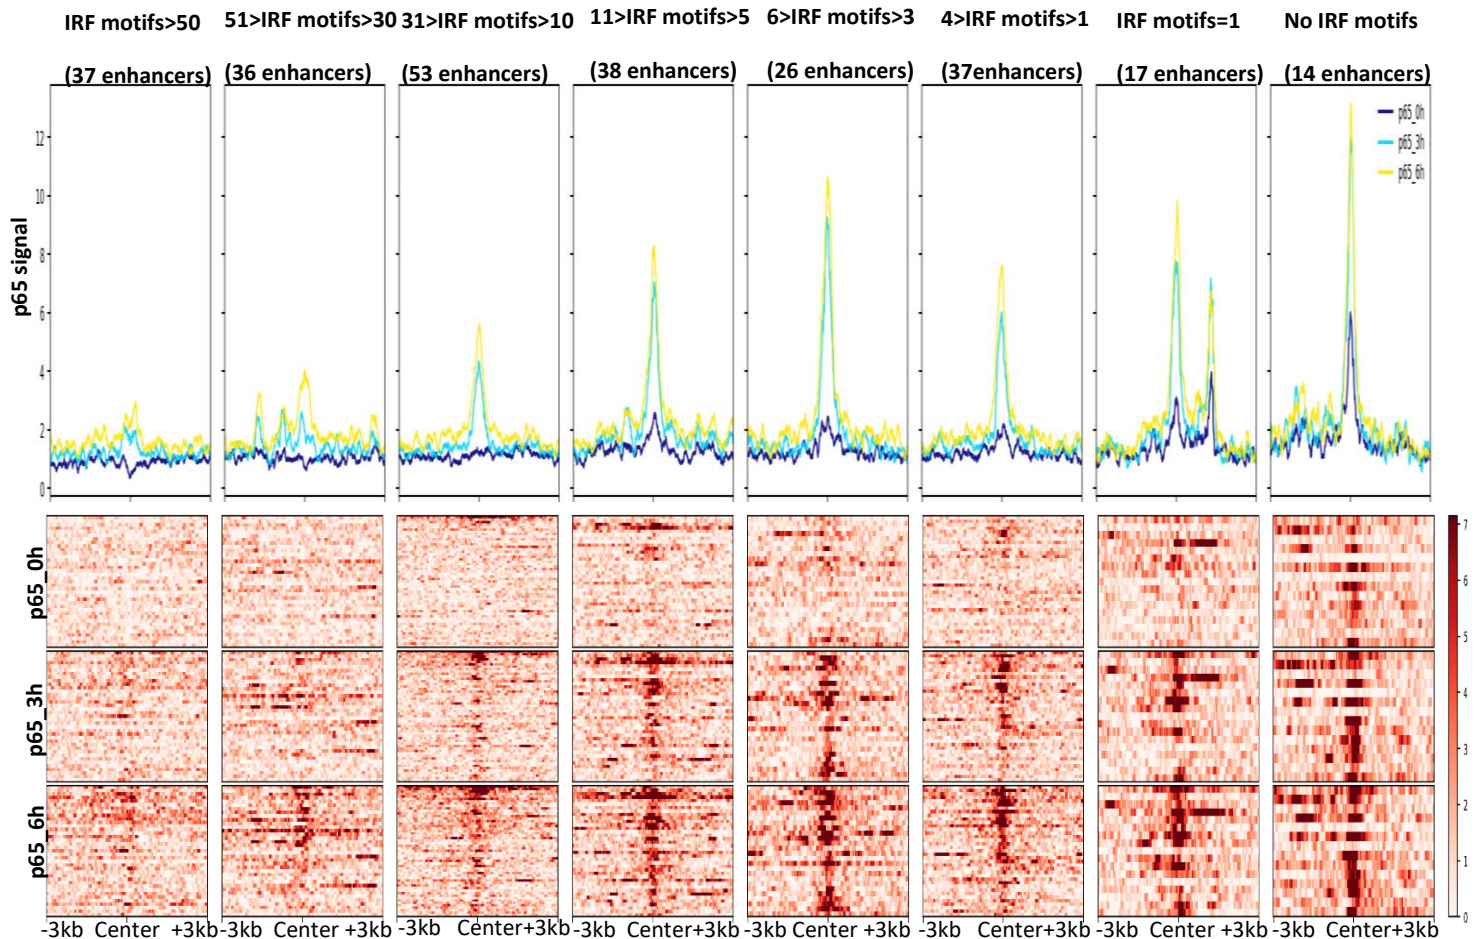 IRF motifs>50 51>IRF motifs>30 31>IRF motifs>10 11>IRF motifs>5 6>IRF motifs>3 4>IRF motifs>1 IRF motifs=1 No IRF motifs
(37 enhancers) (36 enhancers) (53 enhancers) (38 enhancers) (26 enhancers) (37enhancers) (17 enhancers) (14 enhancers)
p65 signal
12
10
8
6
4
2
0
p65_0h
p65_3h
p65_6h
p65_0h
p65_3h
p65_6h
7
6
5
4
3
2
1
0
-3kb Center +3kb -3kb Center +3kb -3kb Center+3kb -3kb Center+3kb -3kb Center +3kb -3kb Center +3kb -3kb Center +3kb -3kb Center +3kb